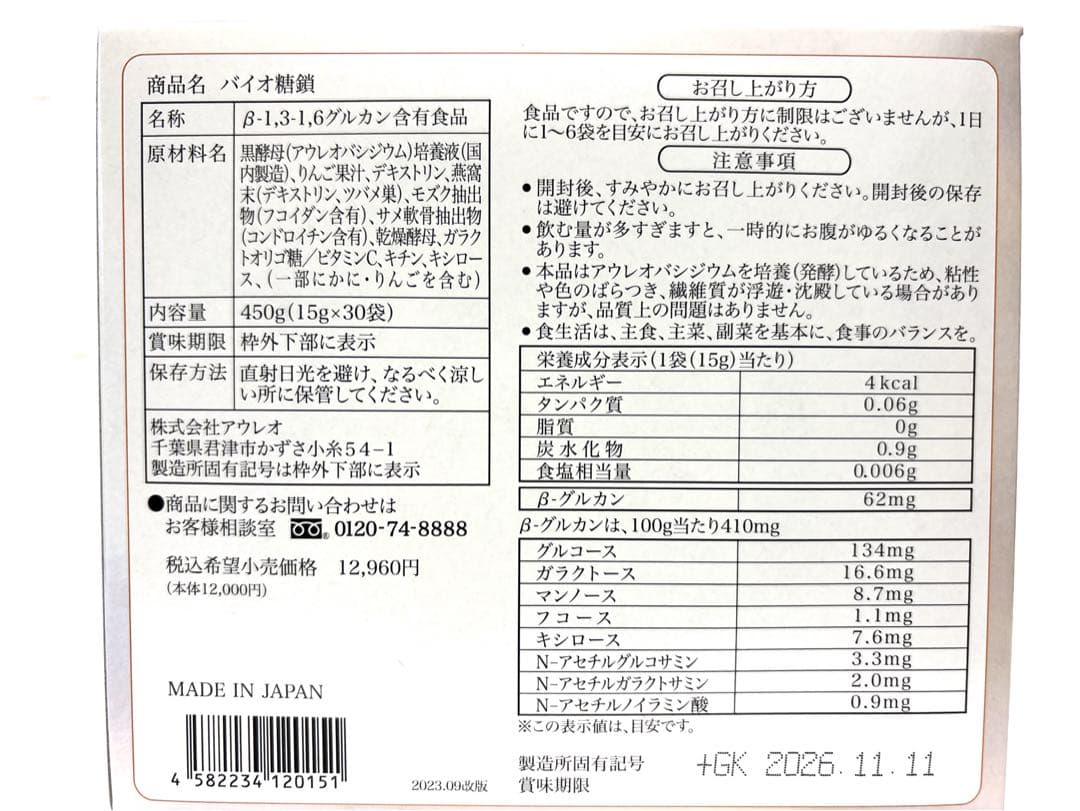 商品名 バイオ糖鎖
名称 β-1,3-1,6グルカン含有食品
原材料名 黒酵母(アウレオバシジウム)培養液(国
内製造)、りんご果汁、デキストリン、燕窩
末(デキストリン、ツバメ巣)、モズク抽出
物(フコイダン含有)、サメ軟骨抽出物
(コンドロイチン含有)、乾燥酵母、ガラク
トオリゴ糖/ビタミンC、キチン、キシロー
ス、(一部にかに・りんごを含む)
内容量 450g(15g×30袋)
賞味期限 枠外下部に表示
保存方法 直射日光を避け、なるべく涼し
い所に保管してください。
株式会社アウレオ
千葉県君津市かずさ小糸54-1
製造所固有記号は枠外下部に表示
●商品に関するお問い合わせは
お客様相談室 0120-74-8888
税込希望小売価格 12,960円
(本体12,000円)
MADE IN JAPAN
4 582234 120151
2023.09改版
お召し上がり方
食品ですので、お召し上がり方に制限はございませんが、1日
に1〜6袋を目安にお召し上がりください。
注意事項
●開封後、すみやかにお召し上がりください。開封後の保存
は避けてください。
●飲む量が多すぎますと、一時的にお腹がゆるくなることが
あります。
●本品はアウレオバシジウムを培養(発酵)しているため、粘性
や色のばらつき、繊維質が浮遊・沈殿している場合があり
ますが、品質上の問題はありません。
●食生活は、主食、主菜、副菜を基本に、食事のバランスを。
栄養成分表示(1袋(15g)当たり)
エネルギー 4kcal
タンパク質 0.06g
脂質 0g
炭水化物 0.9g
食塩相当量 0.006g
β-グルカン 62mg
β-グルカンは、100g当たり410mg
グルコース 134mg
ガラクトース 16.6mg
マンノース 8.7mg
フコース 1.1mg
キシロース 7.6mg
N-アセチルグルコサミン 3.3mg
N-アセチルガラクトサミン 2.0mg
N-アセチルノイラミン酸 0.9mg
※この表示値は、目安です。
製造所固有記号 +GK 2026.11.11
賞味期限